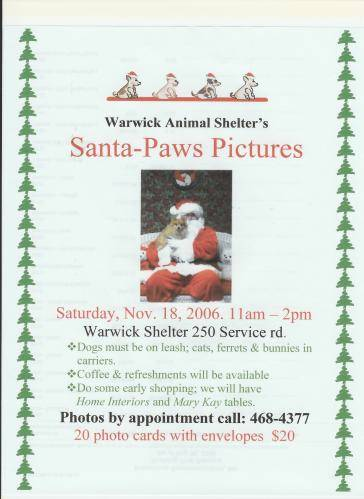 Warwick Animal Shelter's
Santa-Paws Pictures
Saturday, Nov. 18, 2006. 11am – 2pm
Warwick Shelter 250 Service rd.
❖Dogs must be on leash; cats, ferrets & bunnies in
carriers.
❖Coffee & refreshments will be available
❖Do some early shopping; we will have
Home Interiors and Mary Kay tables.
Photos by appointment call: 468-4377
20 photo cards with envelopes $20